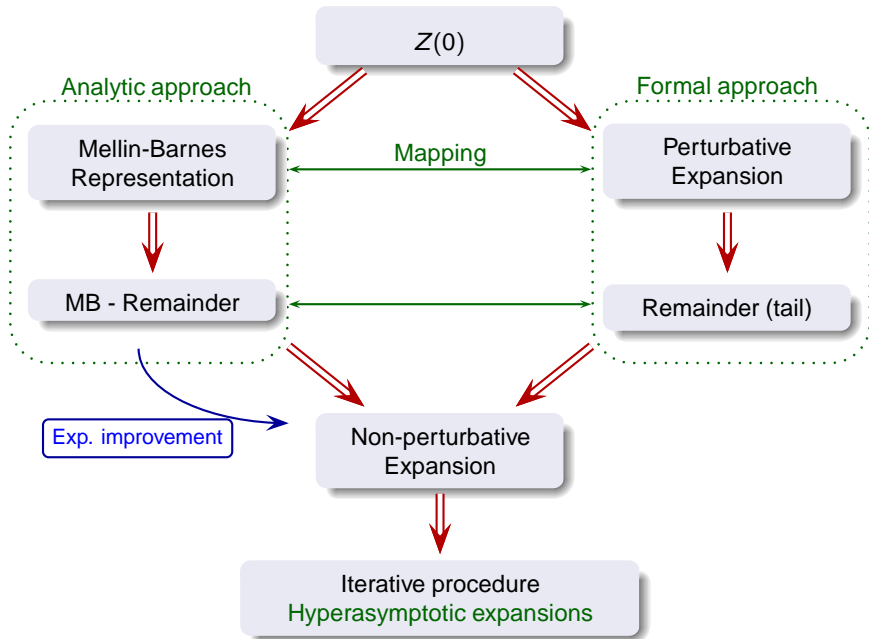 Z(0)
Analytic approach
Formal approach
Mellin-Barnes
Representation
Mapping
Perturbative
Expansion
MB - Remainder
Remainder (tail)
Exp. improvement
Non-perturbative
Expansion
Iterative procedure
Hyperasymptotic expansions